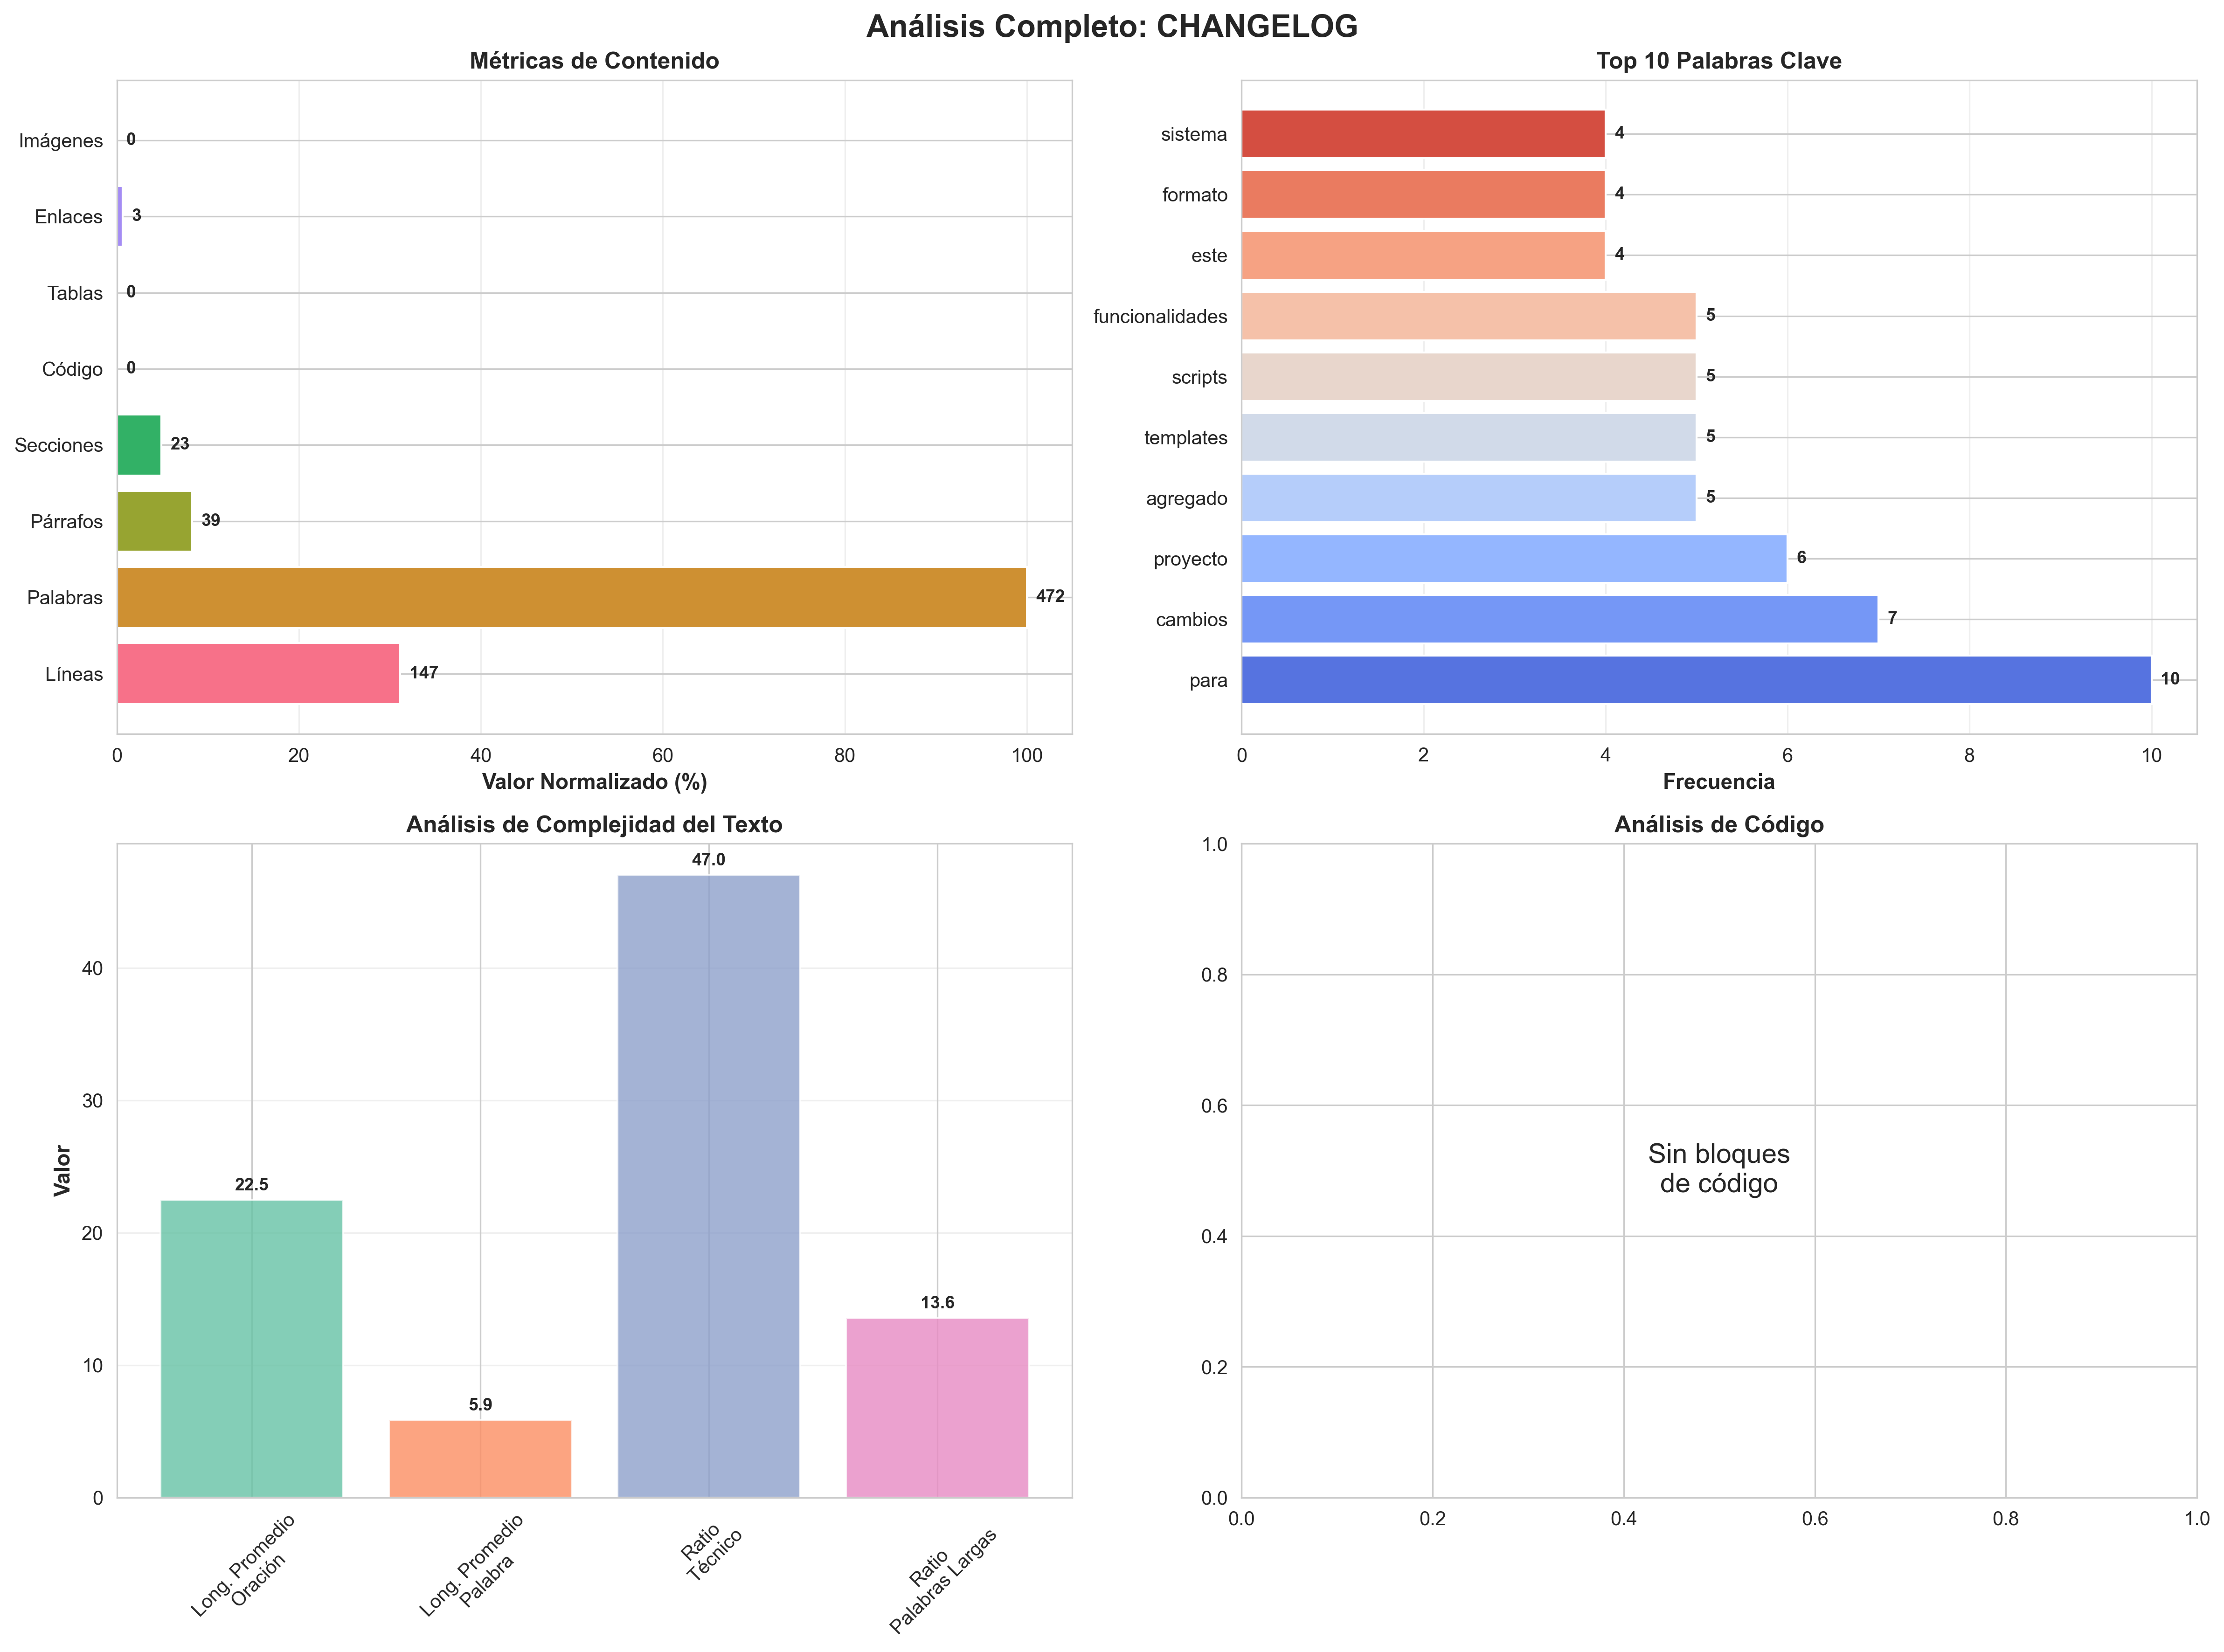 Análisis Completo: CHANGELOG
Métricas de Contenido
Imágenes
0
Enlaces
3
Tablas
0
Código
0
Secciones
23
Párrafos
39
Palabras
472
Líneas
147
0 20 40 60 80 100
Valor Normalizado (%)
Top 10 Palabras Clave
sistema
4
formato
4
este
4
funcionalidades
5
scripts
5
templates
5
agregado
5
proyecto
6
cambios
7
para
10
0 2 4 6 8 10
Frecuencia
Análisis de Complejidad del Texto
Valor
40
30
20
10
0
22.5
5.9
47.0
13.6
Long. Promedio
Oración
Long. Promedio
Palabra
Ratio
Técnico
Ratio
Palabras Largas
Análisis de Código
1.0
0.8
0.6
0.4
0.2
0.0
Sin bloques
de código
0.0 0.2 0.4 0.6 0.8 1.0